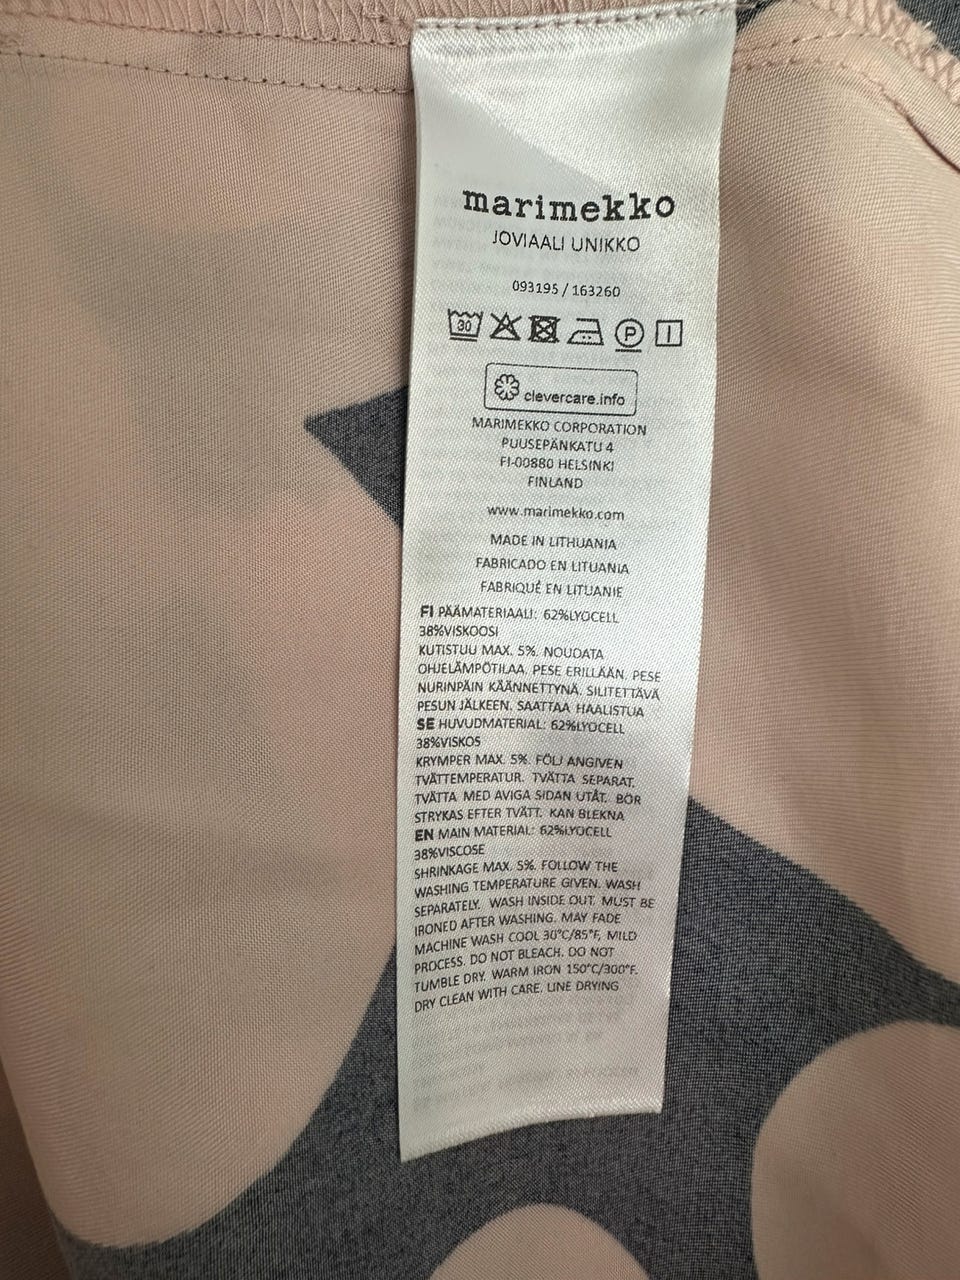 marimekko
JOVIAALI UNIKKO
093195 / 163260
30 P
clevercare.info
MARIMEKKO CORPORATION
PUUSEPÄNKATU 4
FI-00880 HELSINKI
FINLAND
www.marimekko.com
MADE IN LITHUANIA
FABRICADO EN LITUANIA
FABRIQUÉ EN LITUANIE
FI PÄÄMATERIAALI: 62%LYOCELL
38%VISKOOSI
KUTISTUU MAX. 5%. NOUDATA
OHJELÄMPÖTILAA. PESE ERILLÄÄN. PESE
NURINPÄIN KÄÄNNETTYNÄ. SILITETTÄVÄ
PESUN JÄLKEEN. SAATTAA HAALISTUA
SE HUVUDMATERIAL: 62%LYOCELL
38%VISKOS
KRYMPER MAX. 5%. FÖLJ ANGIVEN
TVÄTTEMPERATUR. TVÄTTA SEPARAT.
TVÄTTA MED AVIGA SIDAN UTÅT. BÖR
STRYKAS EFTER TVÄTT. KAN BLEKNA
EN MAIN MATERIAL: 62%LYOCELL
38%VISCOSE
SHRINKAGE MAX. 5%. FOLLOW THE
WASHING TEMPERATURE GIVEN. WASH
SEPARATELY. WASH INSIDE OUT. MUST BE
IRONED AFTER WASHING. MAY FADE
MACHINE WASH COOL 30°C/85°F, MILD
PROCESS. DO NOT BLEACH. DO NOT
TUMBLE DRY. WARM IRON 150°C/300°F.
DRY CLEAN WITH CARE. LINE DRYING